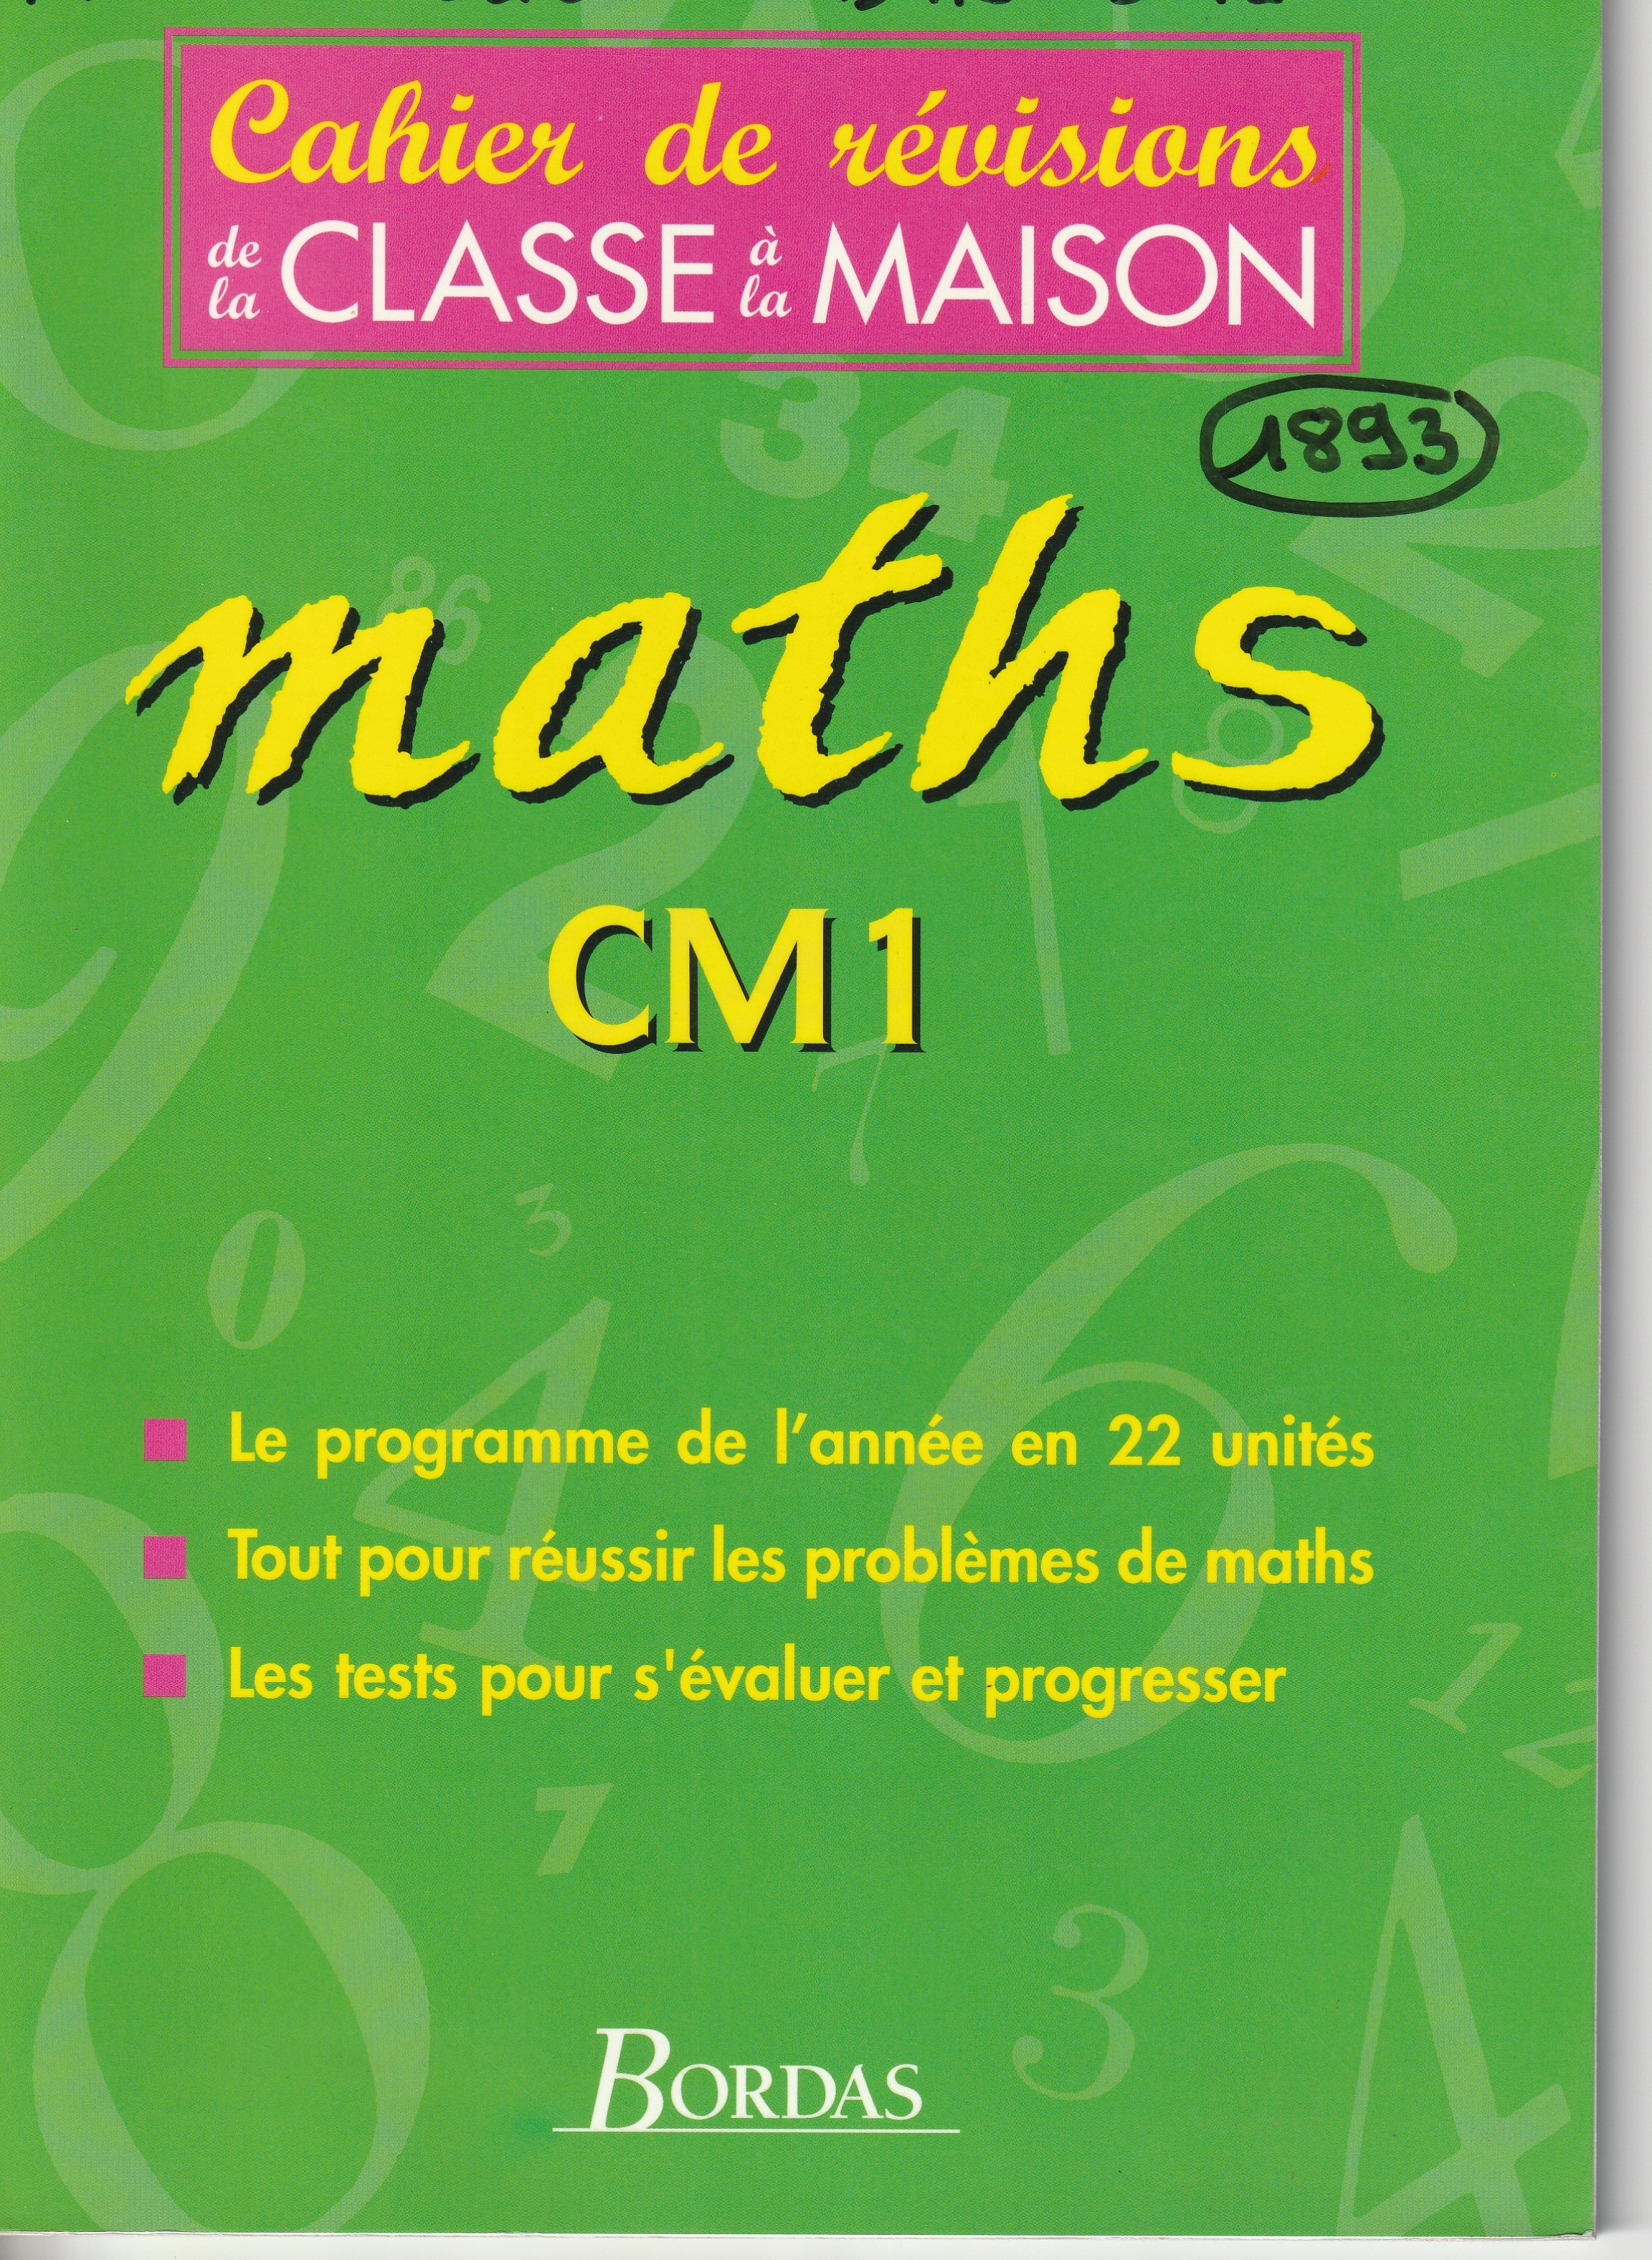 Cahier de révisions
de la CLASSE à la MAISON
1893
maths
CM1
Le programme de l'année en 22 unités
Tout pour réussir les problèmes de maths
Les tests pour s'évaluer et progresser
BORDAS